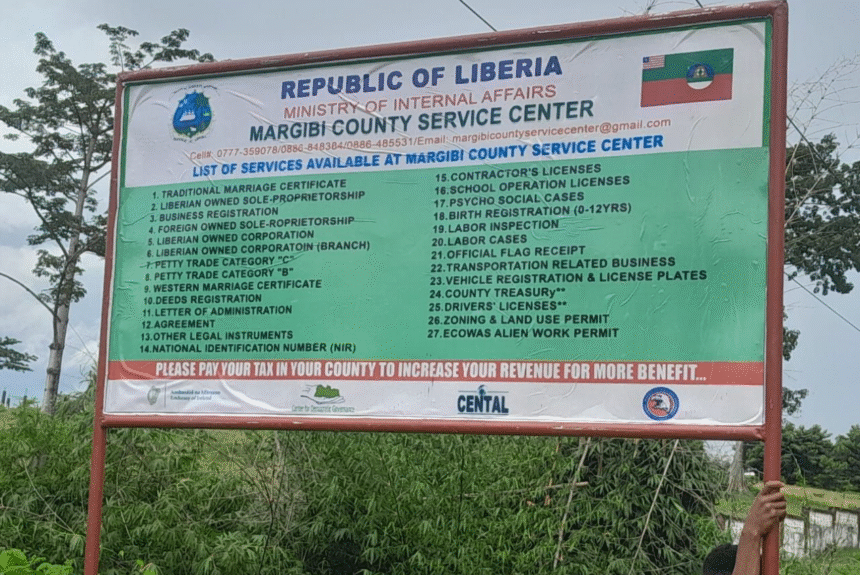 REPUBLIC OF LIBERIA
MINISTRY OF INTERNAL AFFAIRS
MARGIBI COUNTY SERVICE CENTER
Cell#: 0777-359078/0886-848384/0886-485531/Email: margibicountyservicecenter@gmail.com
LIST OF SERVICES AVAILABLE AT MARGIBI COUNTY SERVICE CENTER
1. TRADITIONAL MARRIAGE CERTIFICATE
2. LIBERIAN OWNED SOLE-PROPRIETORSHIP
3. BUSINESS REGISTRATION
4. FOREIGN OWNED SOLE-ROPRIETORSHIP
5. LIBERIAN OWNED CORPORATION
6. LIBERIAN OWNED CORPORATOIN (BRANCH)
7. PETTY TRADE CATEGORY "C"
8. PETTY TRADE CATEGORY "B"
9. WESTERN MARRIAGE CERTIFICATE
10. DEEDS REGISTRATION
11. LETTER OF ADMINISTRATION
12. AGREEMENT
13. OTHER LEGAL INSTRUMENTS
14. NATIONAL IDENTIFICATION NUMBER (NIR)
15. CONTRACTOR'S LICENSES
16. SCHOOL OPERATION LICENSES
17. PSYCHO SOCIAL CASES
18. BIRTH REGISTRATION (0-12YRS)
19. LABOR INSPECTION
20. LABOR CASES
21. OFFICIAL FLAG RECEIPT
22. TRANSPORTATION RELATED BUSINESS
23. VEHICLE REGISTRATION & LICENSE PLATES
24. COUNTY TREASURy**
25. DRIVERS' LICENSES**
26. ZONING & LAND USE PERMIT
27. ECOWAS ALIEN WORK PERMIT
PLEASE PAY YOUR TAX IN YOUR COUNTY TO INCREASE YOUR REVENUE FOR MORE BENEFIT...
Embassy of Ireland
Center for Democratic Governance
CENTAL